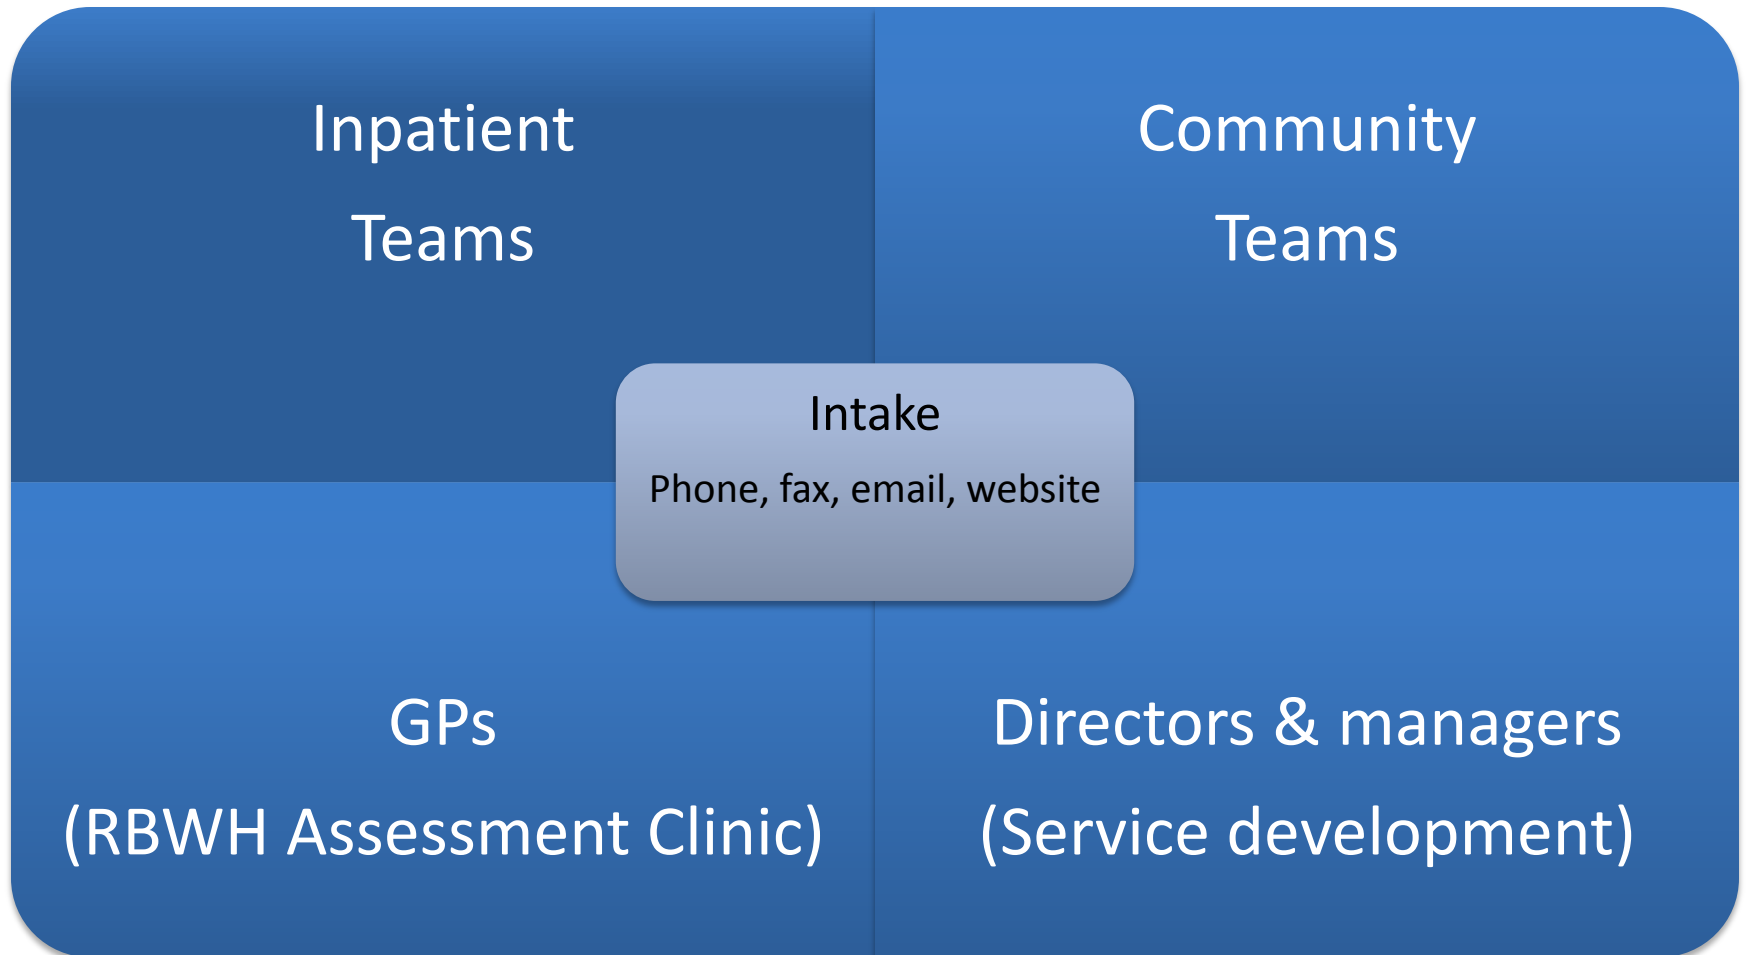 Inpatient
Teams
Community
Teams
Intake
Phone, fax, email, website
GPs
(RBWH Assessment Clinic)
Directors & managers
(Service development)